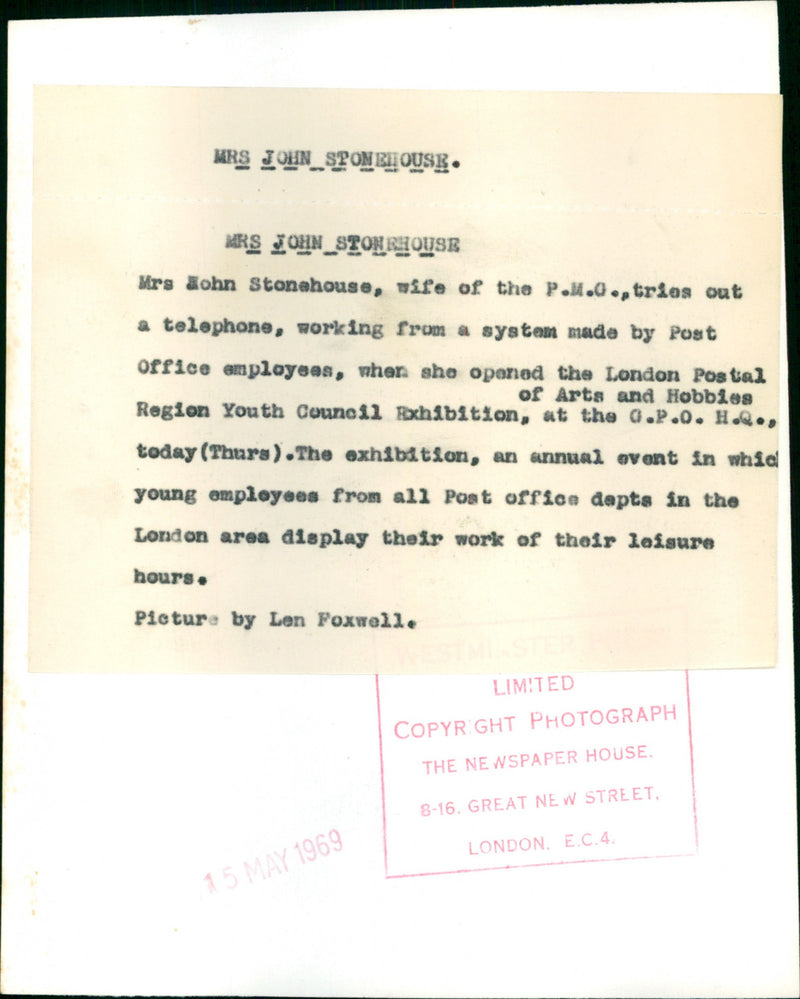 MRS JOHN STONEHOUSE.
MRS JOHN STONEHOUSE
Mrs John Stonehouse, wife of the P.M.G.,tries out
a telephone, working from a system made by Post
Office employees, when she opened the London Postal
of Arts and Hobbies
Region Youth Council Exhibition, at the G.P.O. H.Q.,
today(Thurs).The exhibition, an annual event in whic
young employees from all Post office depts in the
London area display their work of their leisure
hours.
Picture by Len Foxwell.
WESTMINSTER
LIMITED
COPYRIGHT PHOTOGRAPH
THE NEWSPAPER HOUSE.
8-16. GREAT NEW STREET,
LONDON. E.C.4.
15 MAY 1969